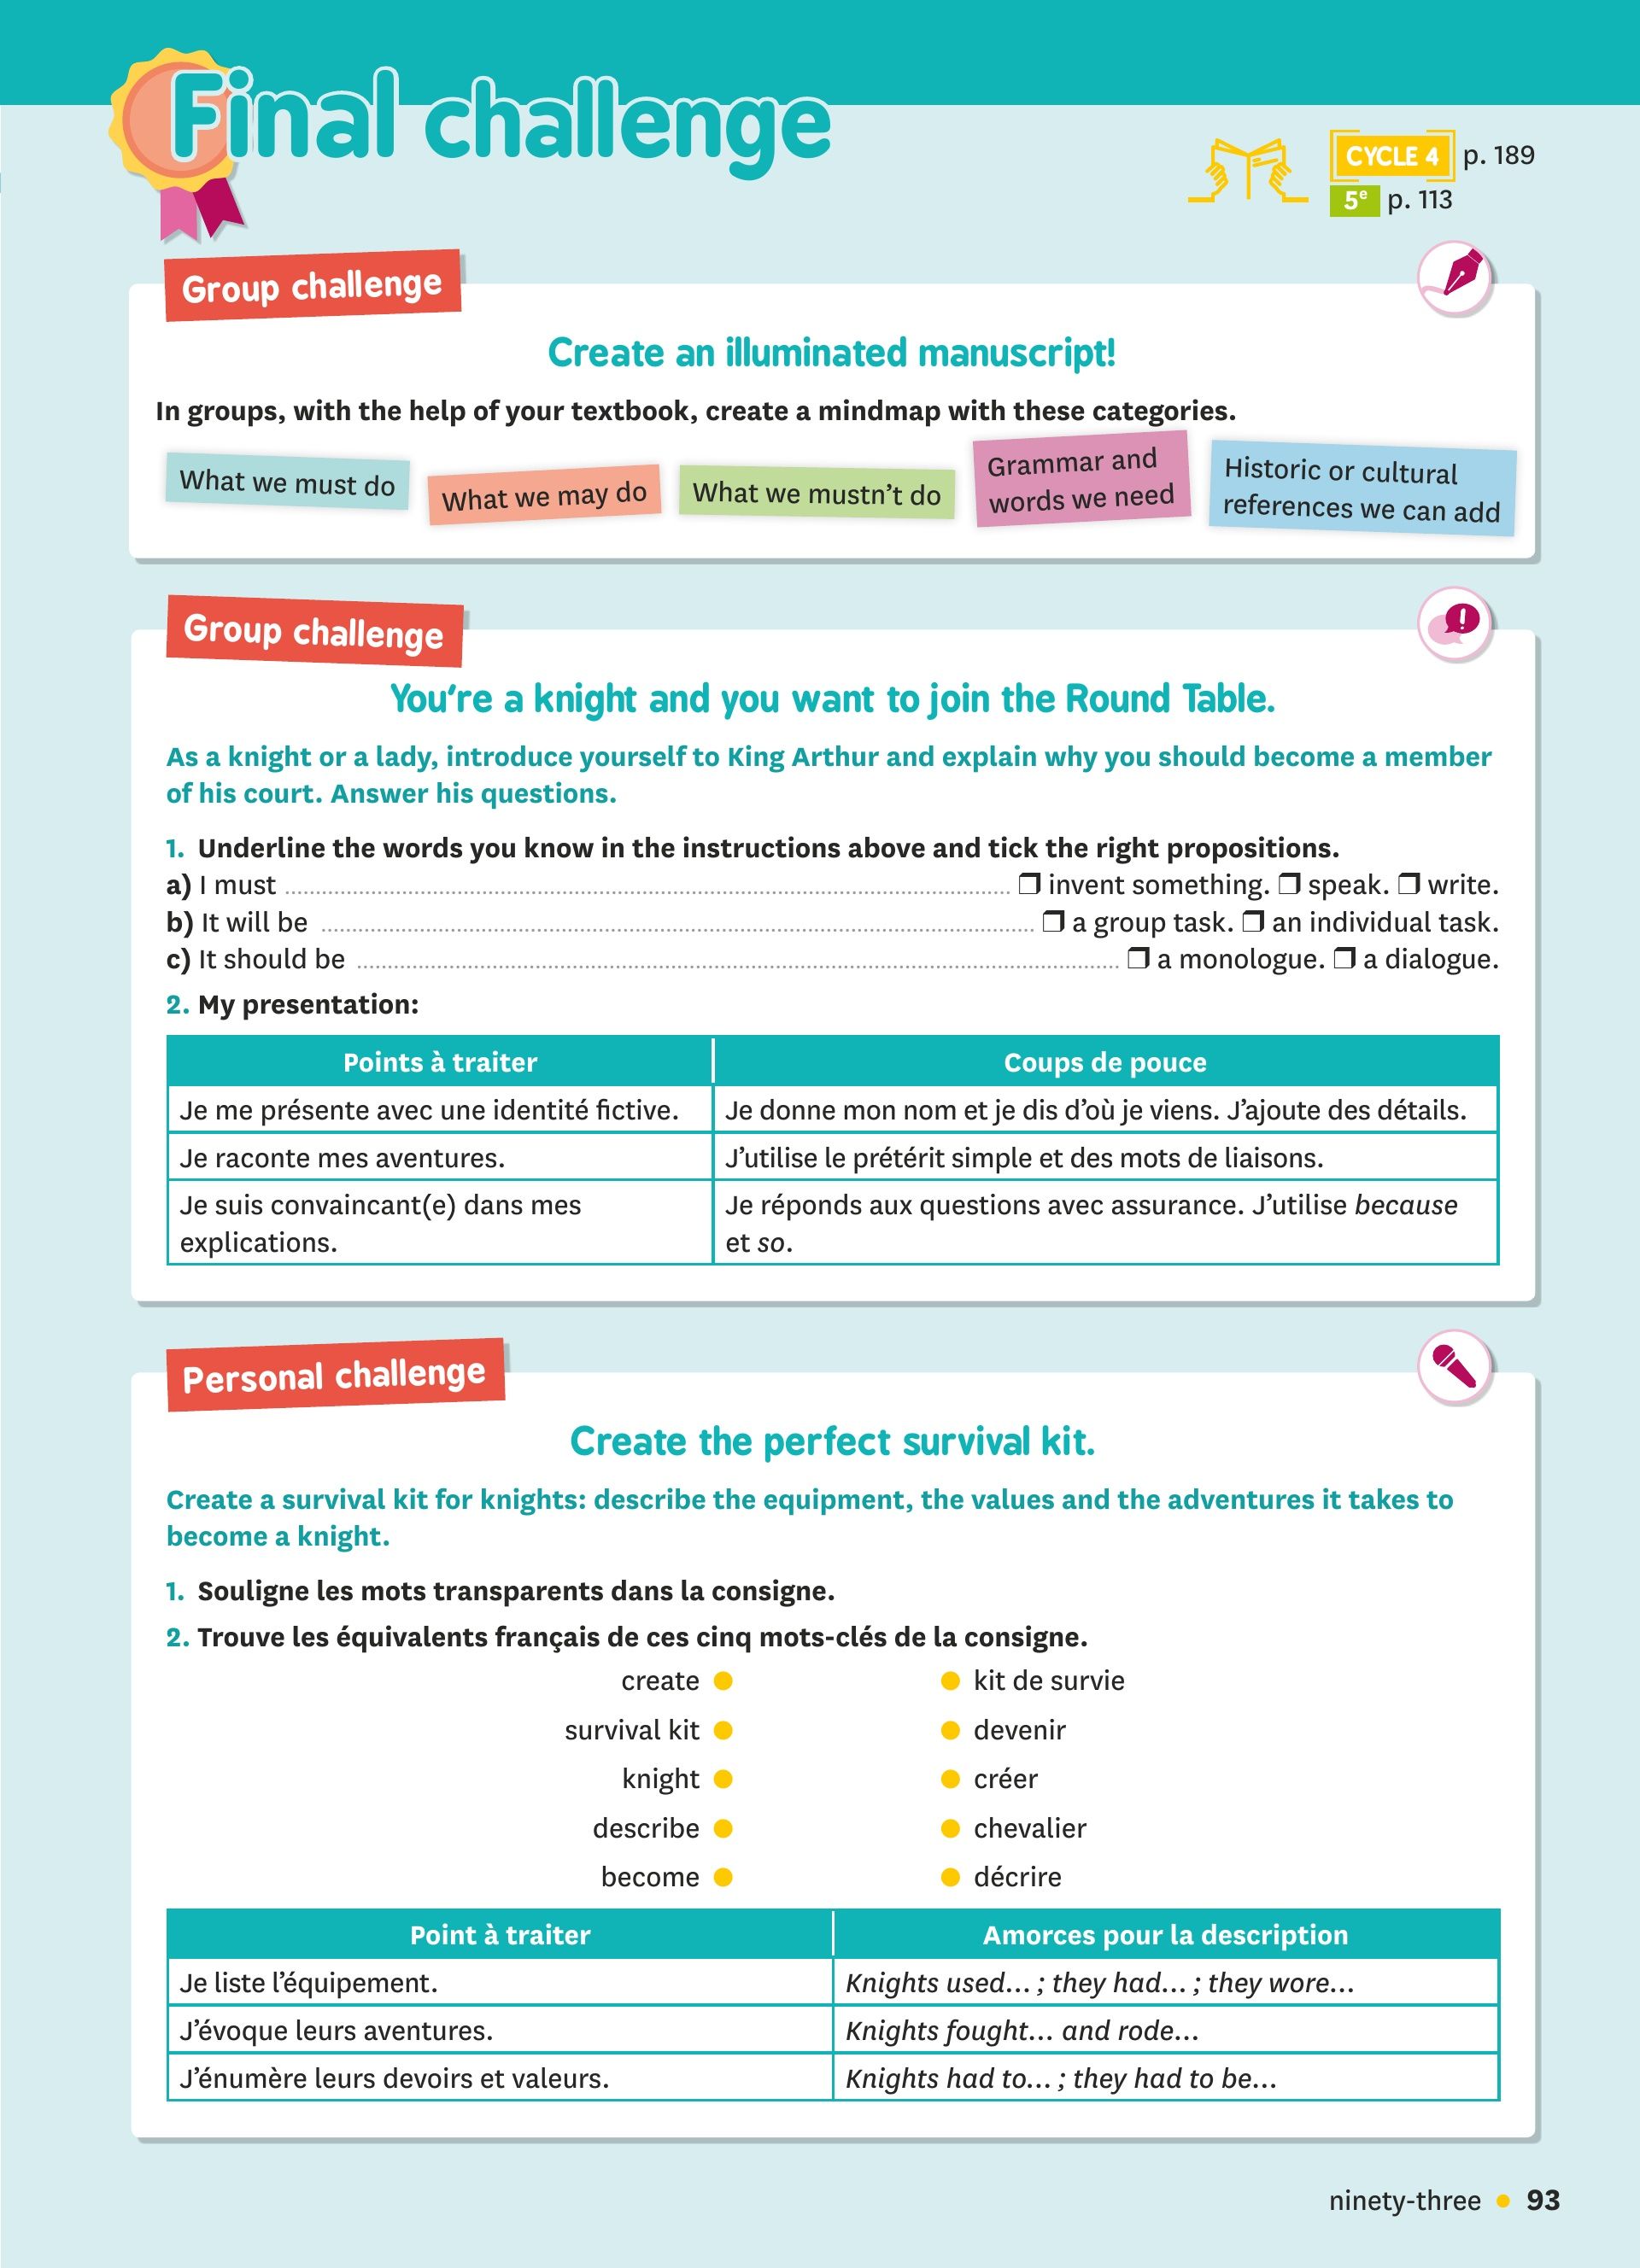 Final challenge
CYCLE 4 p. 189
5e p. 113
Group challenge
Create an illuminated manuscript!
In groups, with the help of your textbook, create a mindmap with these categories.
What we must do
What we may do
What we mustn't do
Grammar and
words we need
Historic or cultural
references we can add
Group challenge
You're a knight and you want to join the Round Table.
As a knight or a lady, introduce yourself to King Arthur and explain why you should become a member
of his court. Answer his questions.
1. Underline the words you know in the instructions above and tick the right propositions.
a) I must ........ ❒ invent something. ❒ speak. ❒ write.
b) It will be ........ ❒ a group task. ❒ an individual task.
c) It should be ........ ❒ a monologue. ❒ a dialogue.
2. My presentation:
Points à traiter Coups de pouce
Je me présente avec une identité fictive. Je donne mon nom et je dis d'où je viens. J'ajoute des détails.
Je raconte mes aventures. J'utilise le prétérit simple et des mots de liaisons.
Je suis convaincant(e) dans mes
explications.
Je réponds aux questions avec assurance. J'utilise because
et so.
Personal challenge
Create the perfect survival kit.
Create a survival kit for knights: describe the equipment, the values and the adventures it takes to
become a knight.
1. Souligne les mots transparents dans la consigne.
2. Trouve les équivalents français de ces cinq mots-clés de la consigne.
create ● ● kit de survie
survival kit ● ● devenir
knight ● ● créer
describe ● ● chevalier
become ● ● décrire
Point à traiter Amorces pour la description
Je liste l'équipement. Knights used... ; they had... ; they wore...
J'évoque leurs aventures. Knights fought... and rode...
J'énumère leurs devoirs et valeurs. Knights had to... ; they had to be...
ninety-three ● 93